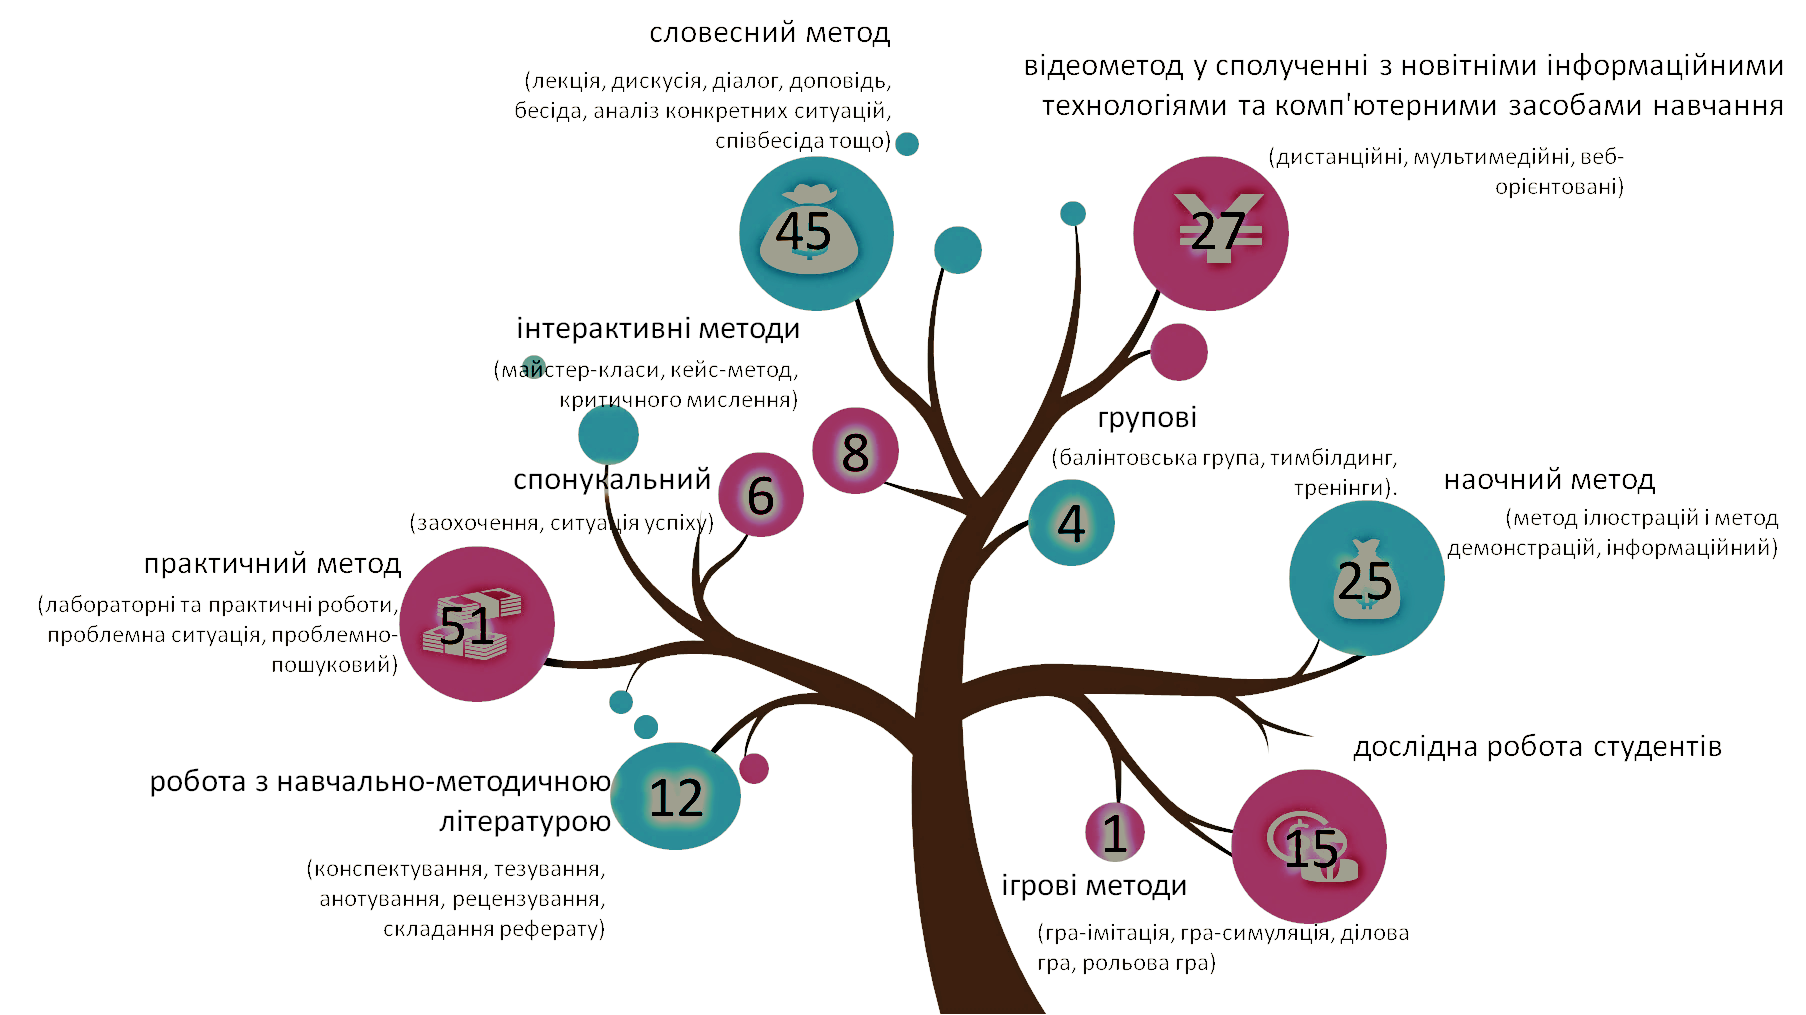 словесний метод
(лекція, дискусія, діалог, доповідь,
бесіда, аналіз конкретних ситуацій,
співбесіда тощо)
45
відеометод у сполученні з новітніми інформаційними
технологіями та комп'ютерними засобами навчання
(дистанційні, мультимедійні, веб-
орієнтовані)
27
інтерактивні методи
(майстер-класи, кейс-метод,
критичного мислення)
8
групові
(балінтовська група, тимбілдинг,
тренінги).
4
спонукальний
(заохочення, ситуація успіху)
6
наочний метод
(метод ілюстрацій і метод
демонстрацій, інформаційний)
25
практичний метод
(лабораторні та практичні роботи,
проблемна ситуація, проблемно-
пошуковий)
51
дослідна робота студентів
15
робота з навчально-методичною
літературою
(конспектування, тезування,
анотування, рецензування,
складання реферату)
12
1
ігрові методи
(гра-імітація, гра-симуляція, ділова
гра, рольова гра)